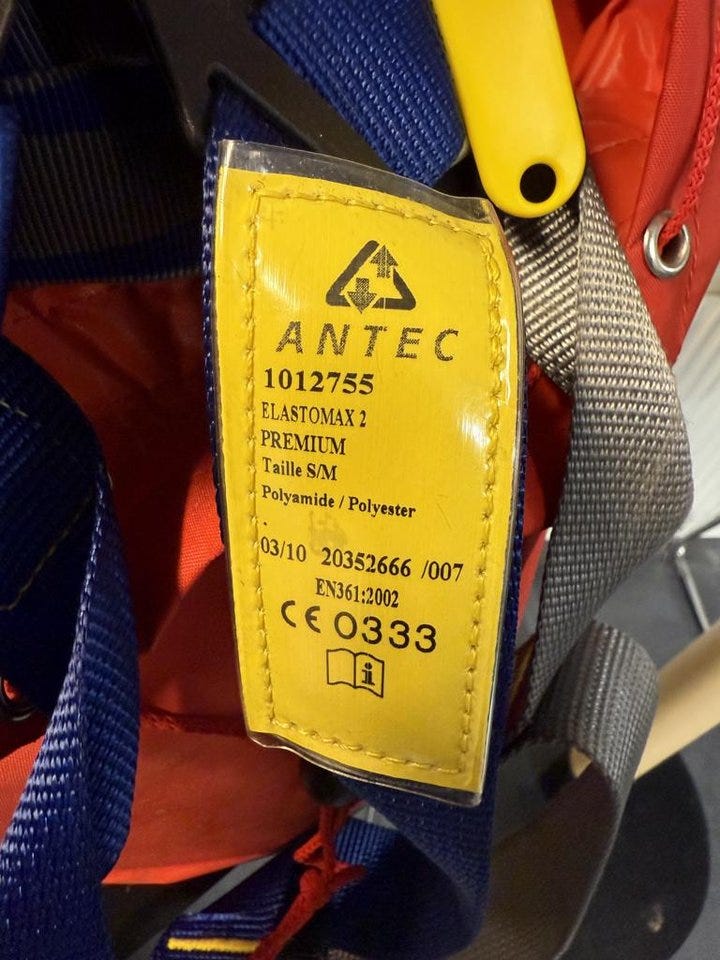 ANTEC
1012755
ELASTOMAX 2
PREMIUM
Taille S/M
Polyamide / Polyester
.
03/10 20352666 /007
EN361:2002
CE 0333
i